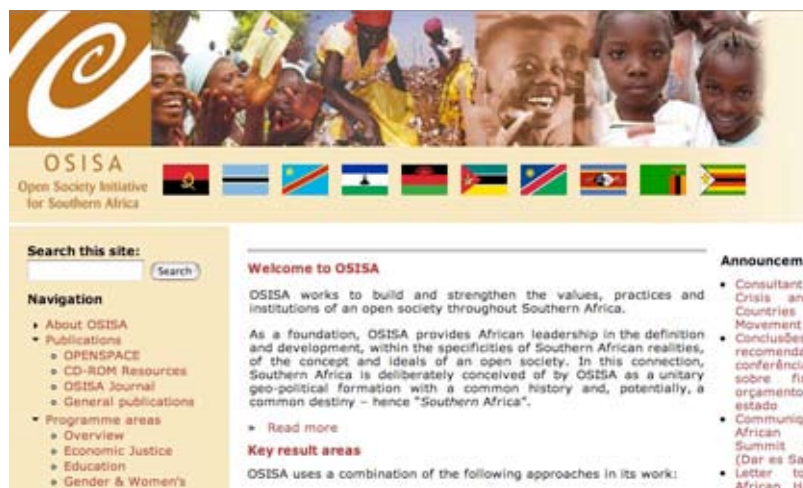 OSISA
Open Society Initiative
for Southern Africa
Search this site:
Search
Navigation
About OSISA
Publications
OPENSPACE
CD-ROM Resources
OSISA Journal
General publications
Programme areas
Overview
Economic Justice
Education
Gender & Women's
Welcome to OSISA
OSISA works to build and strengthen the values, practices and
institutions of an open society throughout Southern Africa.
As a foundation, OSISA provides African leadership in the definition
and development, within the specificities of Southern African realities,
of the concept and ideals of an open society. In this connection,
Southern Africa is deliberately conceived of by OSISA as a unitary
geo-political formation with a common history and, potentially, a
common destiny – hence "Southern Africa".
» Read more
Key result areas
OSISA uses a combination of the following approaches in its work:
Announcem
Consultant
Crisis an
Countries
Movement
Conclusões
recomenda
conferência
sobre fi
orçamento
estado
Communiq
African
Summit
(Dar es Sa
Letter to
African H